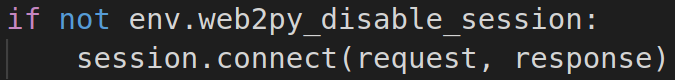 if not env.web2py_disable_session:
    session.connect(request, response)